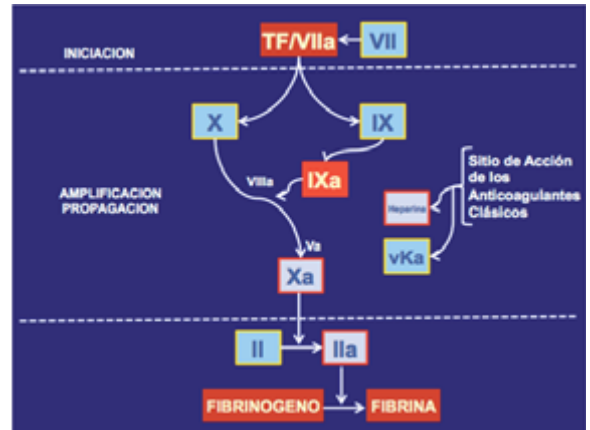 TF/VIIa
VII
INICIACION
X
IX
VIIIa
IXa
Sitio de Acción
de los
Anticoagulantes
Clásicos
AMPLIFICACION
PROPAGACION
Heparina
vKa
Va
Xa
II
IIa
FIBRINOGENO
FIBRINA